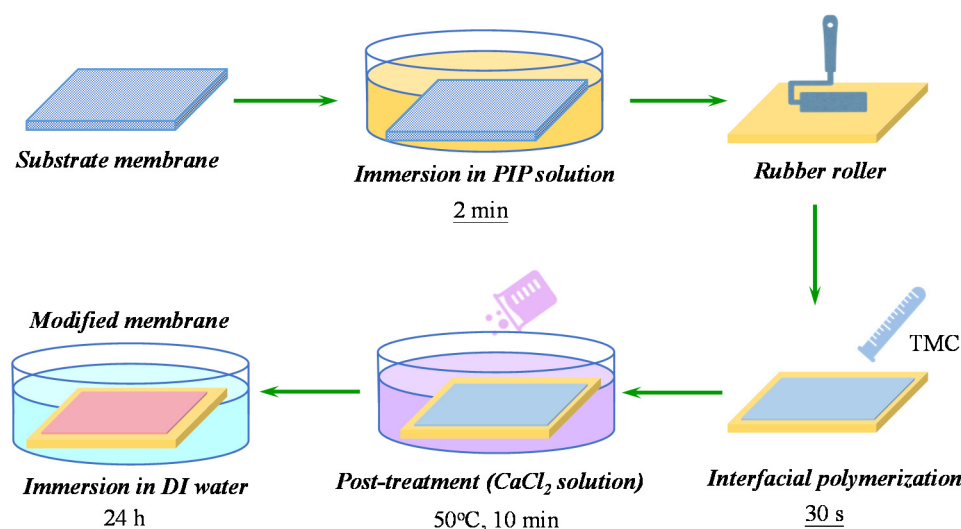 Substrate membrane
Immersion in PIP solution
2 min
Rubber roller
TMC
Interfacial polymerization
30 s
Post-treatment (CaCl₂ solution)
50°C, 10 min
Modified membrane
Immersion in DI water
24 h